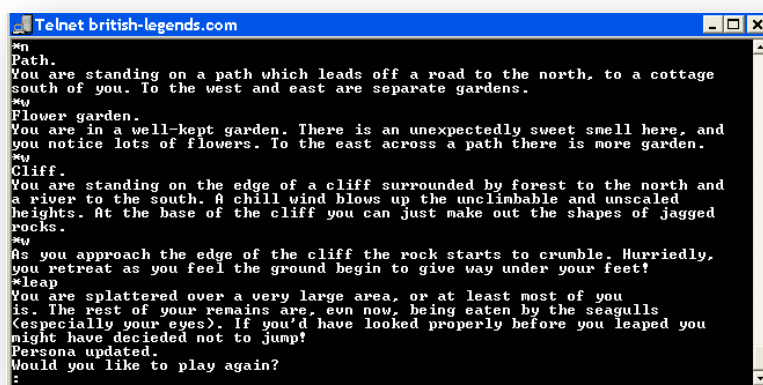 Telnet british-legends.com
*n
Path.
You are standing on a path which leads off a road to the north, to a cottage
south of you. To the west and east are separate gardens.
*w
Flower garden.
You are in a well-kept garden. There is an unexpectedly sweet smell here, and
you notice lots of flowers. To the east across a path there is more garden.
*w
Cliff.
You are standing on the edge of a cliff surrounded by forest to the north and
a river to the south. A chill wind blows up the unclimbable and unscaled
heights. At the base of the cliff you can just make out the shapes of jagged
rocks.
*w
As you approach the edge of the cliff the rock starts to crumble. Hurriedly,
you retreat as you feel the ground begin to give way under your feet!
*leap
You are splattered over a very large area, or at least most of you
is. The rest of your remains are, evn now, being eaten by the seagulls
(especially your eyes). If you'd have looked properly before you leaped you
might have decieded not to jump!
Persona updated.
Would you like to play again?
: